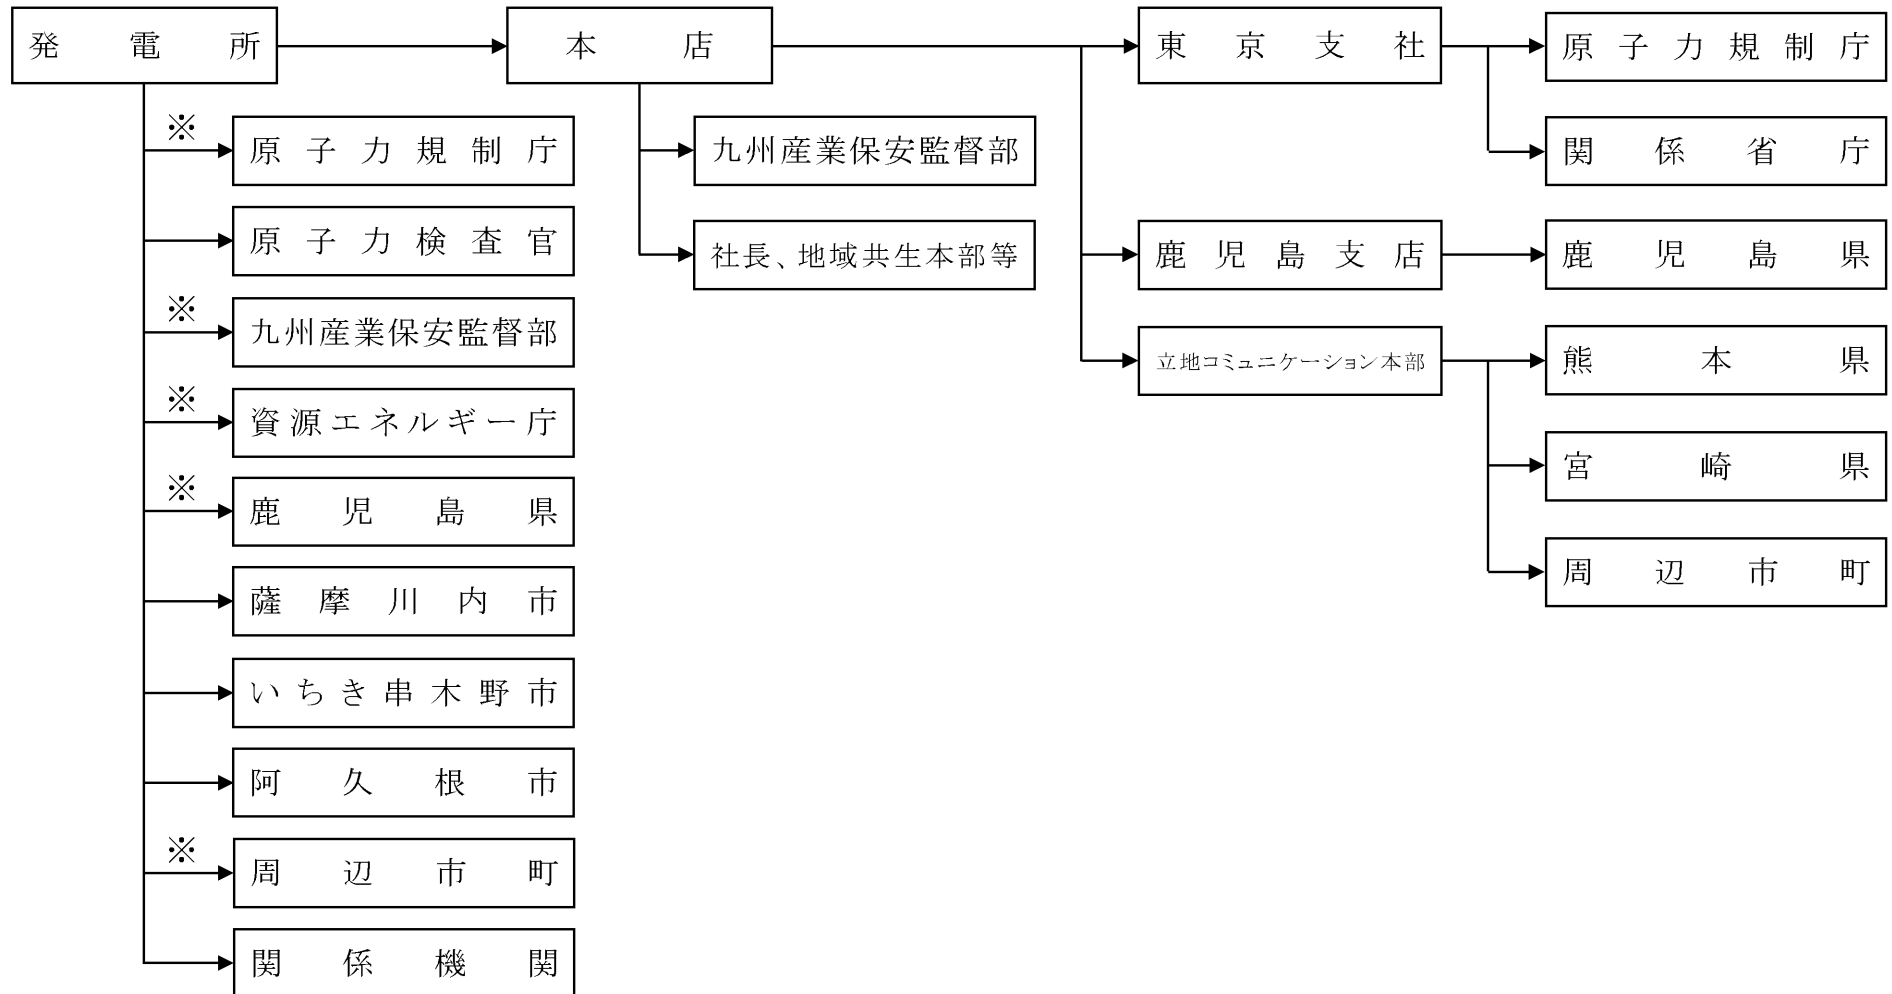 発電所
本店
東京支社
原子力規制庁
※
原子力規制庁
九州産業保安監督部
関係省庁
原子力検査官
社長、地域共生本部等
鹿児島支店
鹿児島県
※
九州産業保安監督部
立地コミュニケーション本部
熊本県
※
資源エネルギー庁
宮崎県
※
鹿児島県
周辺市町
薩摩川内市
いちき串木野市
阿久根市
※
周辺市町
関係機関